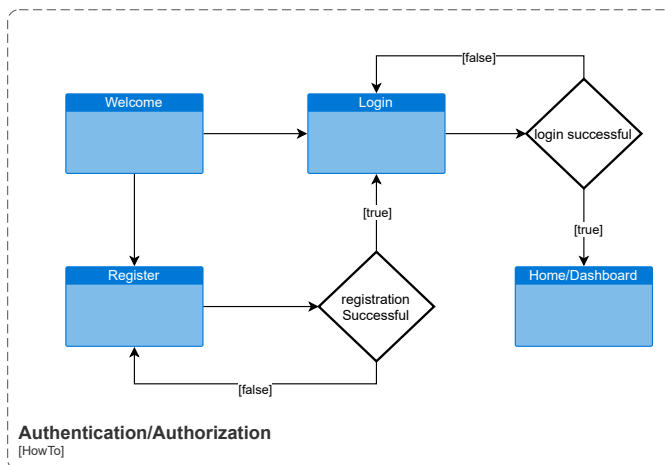 [false]
Welcome
Login
login successful
[true]
[true]
Register
Home/Dashboard
registration
Successful
[false]
Authentication/Authorization
[HowTo]